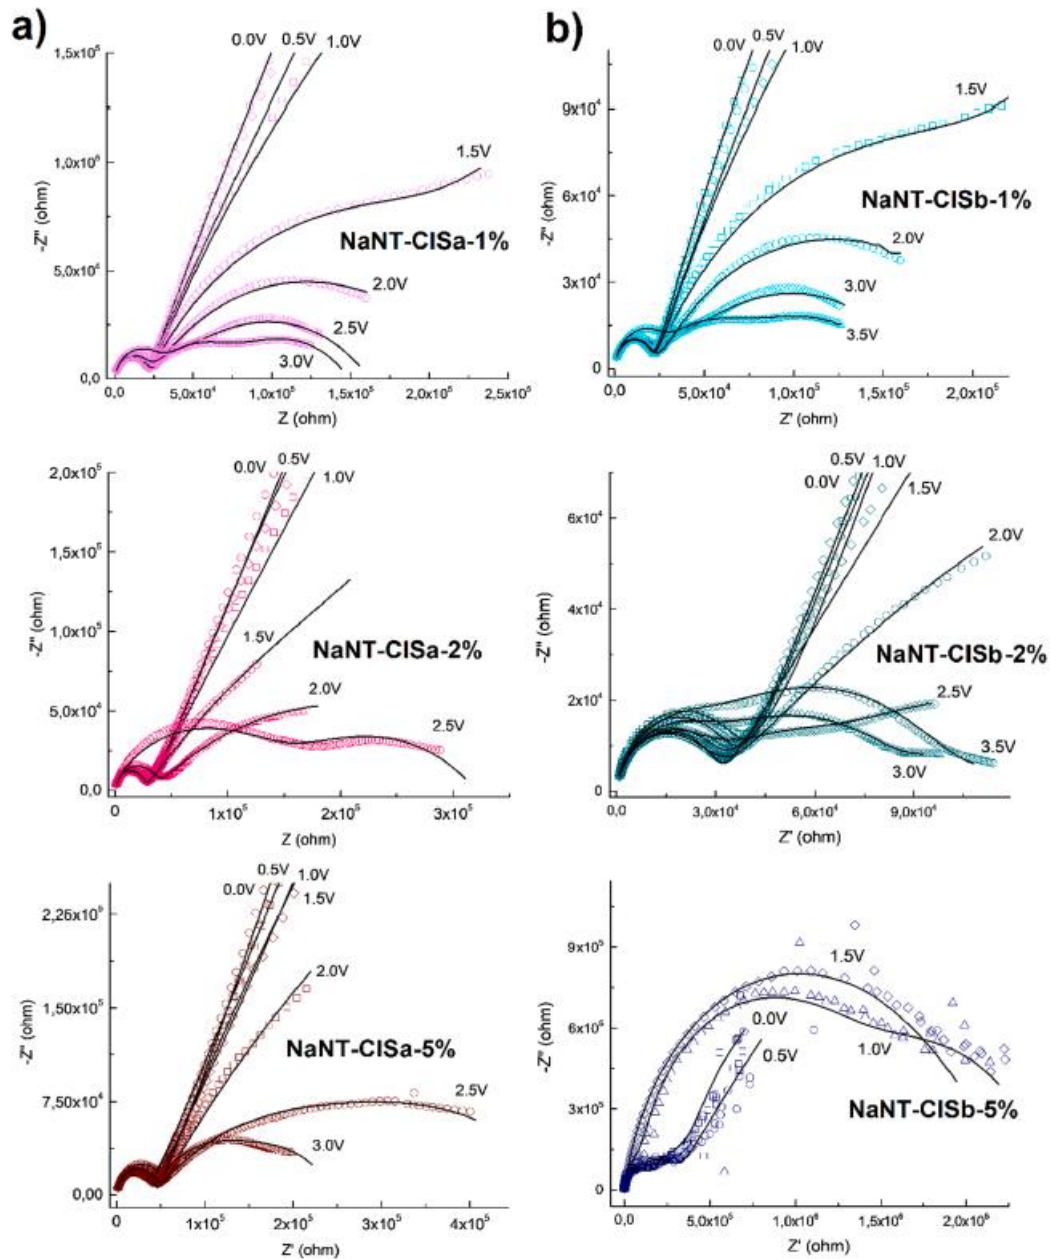 a)
0.0V 0.5V 1.0V
1,5x10⁵
1.5V
1,0x10⁵
-Z" (ohm)
NaNT-CISa-1%
5,0x10⁴
2.0V
2.5V
3.0V
0,0
0,0 5,0x10⁴ 1,0x10⁵ 1,5x10⁵ 2,0x10⁵ 2,5x10⁵
Z (ohm)
b)
0.0V 0.5V 1.0V
1.5V
9x10⁴
6x10⁴
-Z" (ohm)
NaNT-CISb-1%
2.0V
3x10⁴
3.0V
3.5V
0
0,0 5,0x10⁴ 1,0x10⁵ 1,5x10⁵ 2,0x10⁵
Z' (ohm)
0.0V 0.5V 1.0V
2,0x10⁵
1,5x10⁵
1.5V
1,0x10⁵
-Z" (ohm)
NaNT-CISa-2%
2.0V
5,0x10⁴
2.5V
0,0
0 1x10⁵ 2x10⁵ 3x10⁵
Z (ohm)
0.0V 0.5V 1.0V
1.5V
6x10⁴
2.0V
4x10⁴
-Z" (ohm)
NaNT-CISb-2%
2.5V
2x10⁴
3.5V
3.0V
0
0 3,0x10⁴ 6,0x10⁴ 9,0x10⁴
Z' (ohm)
0.0V 0.5V 1.0V
1.5V
2,25x10⁵
2.0V
1,50x10⁵
-Z" (ohm)
NaNT-CISa-5%
2.5V
7,50x10⁴
3.0V
0,00
0 1x10⁵ 2x10⁵ 3x10⁵ 4x10⁵
Z' (ohm)
1.5V
9x10⁵
0.0V
6x10⁵
1.0V
0.5V
-Z" (ohm)
3x10⁵
NaNT-CISb-5%
0
0,0 5,0x10⁵ 1,0x10⁶ 1,5x10⁶ 2,0x10⁶
Z' (ohm)